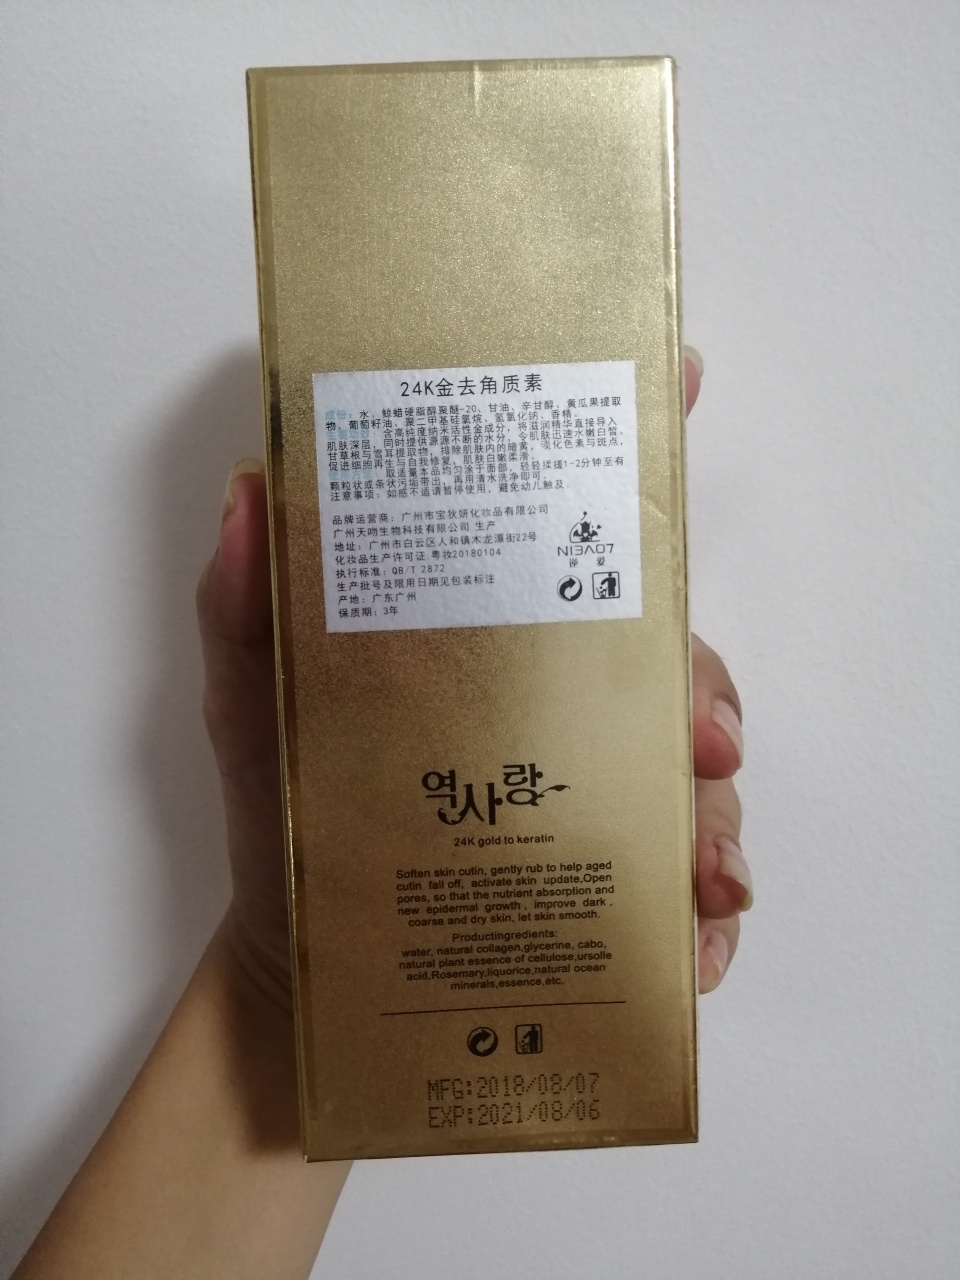 24K金去角质素
成份：水、鲸蜡硬脂醇聚醚-20、甘油、辛甘醇、黄瓜果提取
物、葡萄籽油、聚二甲基硅氧烷、氢氧化钠、香精。
含高纯度纳米活性金成分，将滋润精华直接导入
肌肤深层，同时提供源源不断的水分，令肌肤迅速水嫩白皙。
甘草根与雪耳提取物，排除肌肤内的暗黄，淡化色素与斑点，
促进细胞再生与自我修复，肌肤白嫩柔滑。
取适量本品均匀涂于面部，轻轻揉搓1-2分钟至有
颗粒状或条状污垢带出，再用清水洗净即可。
注意事项：如感不适请暂停使用，避免幼儿触及.
品牌运营商：广州市宝狄妍化妆品有限公司
广州天吻生物科技有限公司 生产
地址：广州市白云区人和镇木龙潭街22号
化妆品生产许可证 粤妆20180104
执行标准：QB/T 2872
生产批号及限用日期见包装标注
产地：广东广州
保质期：3年
NI3ΛO7
逆 爱
역사랑
24K gold to keratin
Soften skin cutin, gently rub to help aged
cutin fall off, activate skin update,Open
pores, so that the nutrient absorption and
new epidermal growth , improve dark .
coarse and dry skin, let skin smooth.
Productingredients:
water, natural collagen,glycerine, cabo,
natural plant essence of cellulose,ursolle
acid,Rosemary,liquorice,natural ocean
minerals,essence,etc.
MFG:2018/08/07
EXP:2021/08/06